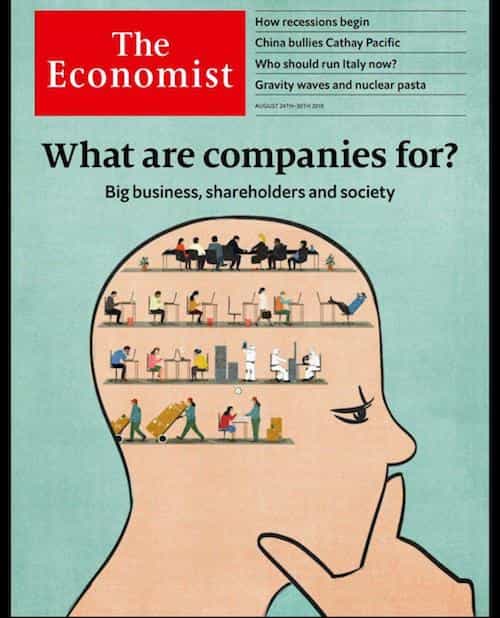 The
Economist
How recessions begin
China bullies Cathay Pacific
Who should run Italy now?
Gravity waves and nuclear pasta
AUGUST 24TH–30TH 2019
What are companies for?
Big business, shareholders and society